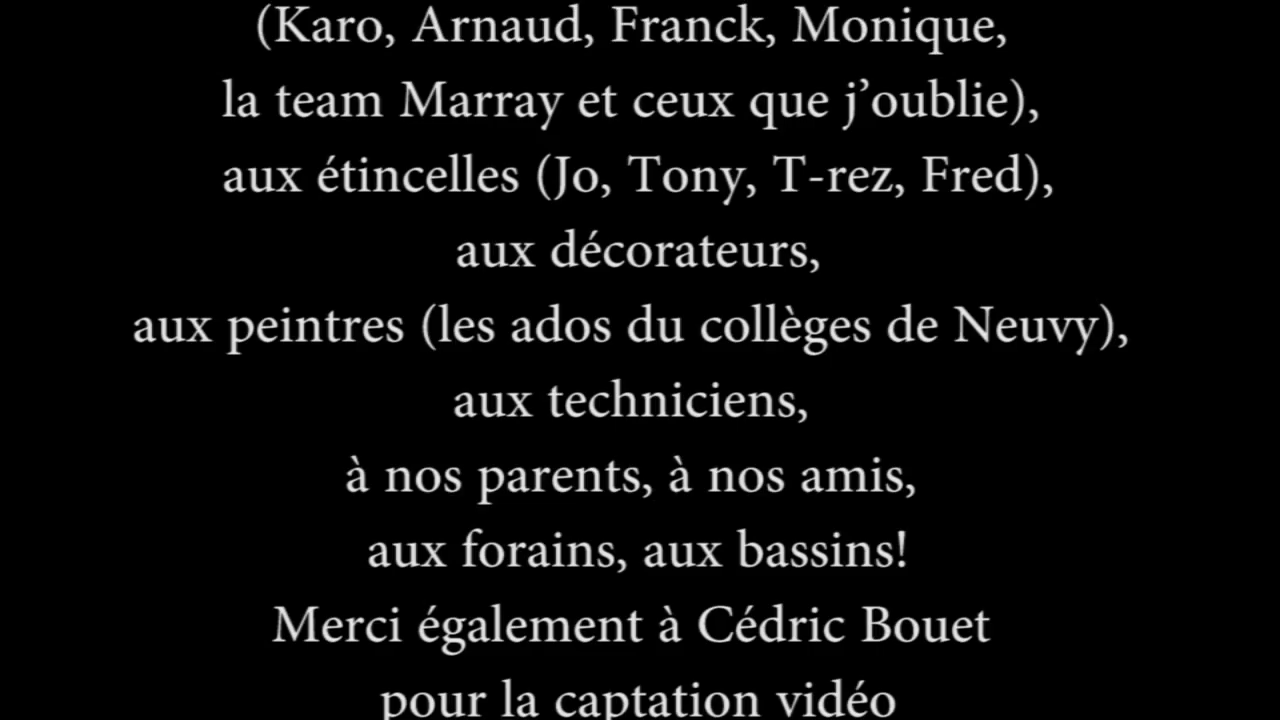 (Karo, Arnaud, Franck, Monique,
la team Marray et ceux que j’oublie),
aux étincelles (Jo, Tony, T-rez, Fred),
aux décorateurs,
aux peintres (les ados du collèges de Neuvy),
aux techniciens,
à nos parents, à nos amis,
aux forains, aux bassins!
Merci également à Cédric Bouet
pour la captation vidéo